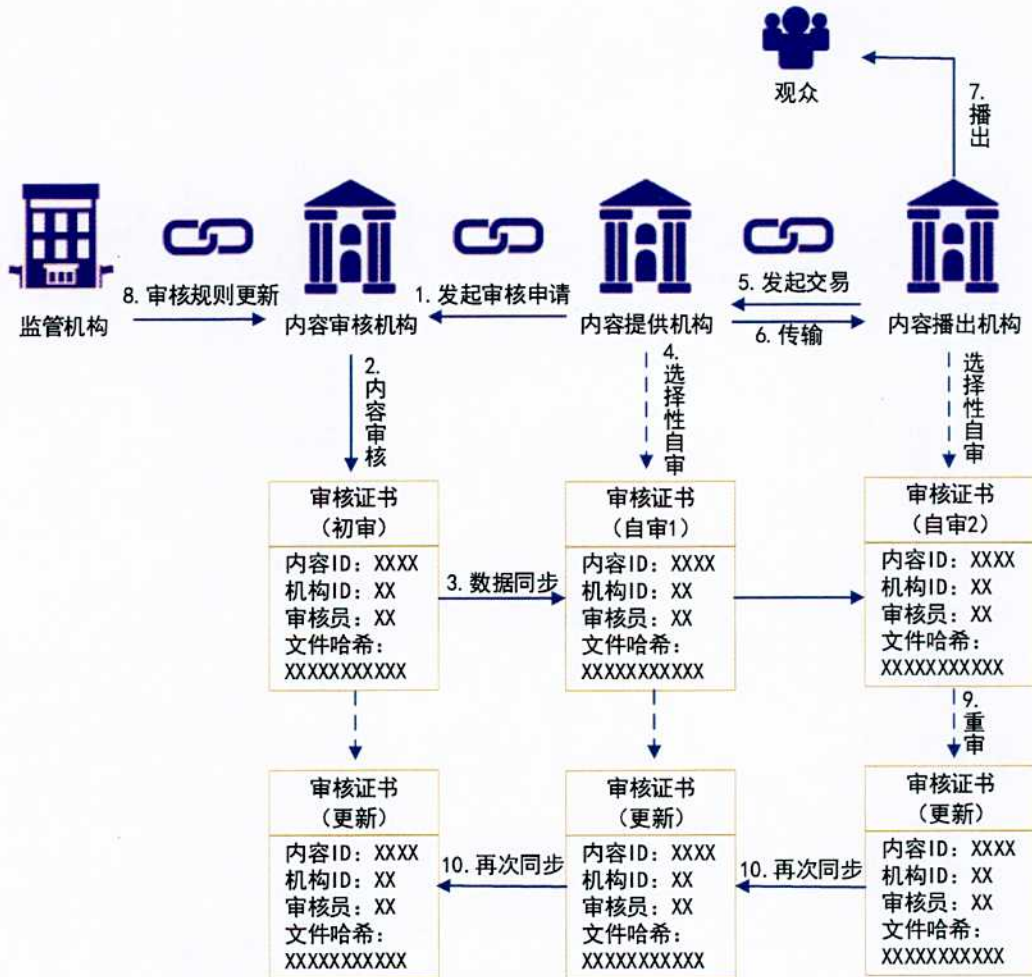 观众
7.播出
8.审核规则更新
1.发起审核申请
5.发起交易
6.传输
监管机构
内容审核机构
内容提供机构
内容播出机构
2.内容审核
4.选择性自审
选择性自审
审核证书
（初审）
内容ID：XXXX
机构ID：XX
审核员：XX
文件哈希：
XXXXXXXXXXX
3.数据同步
审核证书
（自审1）
内容ID：XXXX
机构ID：XX
审核员：XX
文件哈希：
XXXXXXXXXXX
审核证书
（自审2）
内容ID：XXXX
机构ID：XX
审核员：XX
文件哈希：
XXXXXXXXXXX
9.重审
审核证书
（更新）
内容ID：XXXX
机构ID：XX
审核员：XX
文件哈希：
XXXXXXXXXXX
10.再次同步
审核证书
（更新）
内容ID：XXXX
机构ID：XX
审核员：XX
文件哈希：
XXXXXXXXXXX
10.再次同步
审核证书
（更新）
内容ID：XXXX
机构ID：XX
审核员：XX
文件哈希：
XXXXXXXXXXX